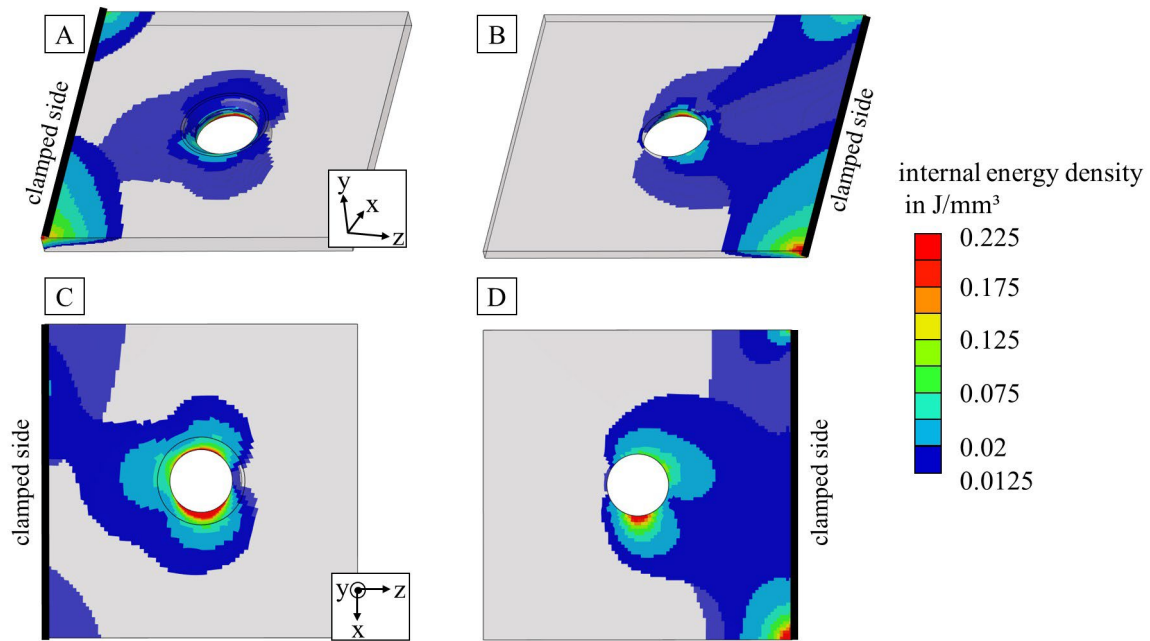 A
B
clamped side
clamped side
y
x
z
internal energy density
in J/mm³
0.225
0.175
0.125
0.075
0.02
0.0125
C
D
clamped side
clamped side
y
z
x